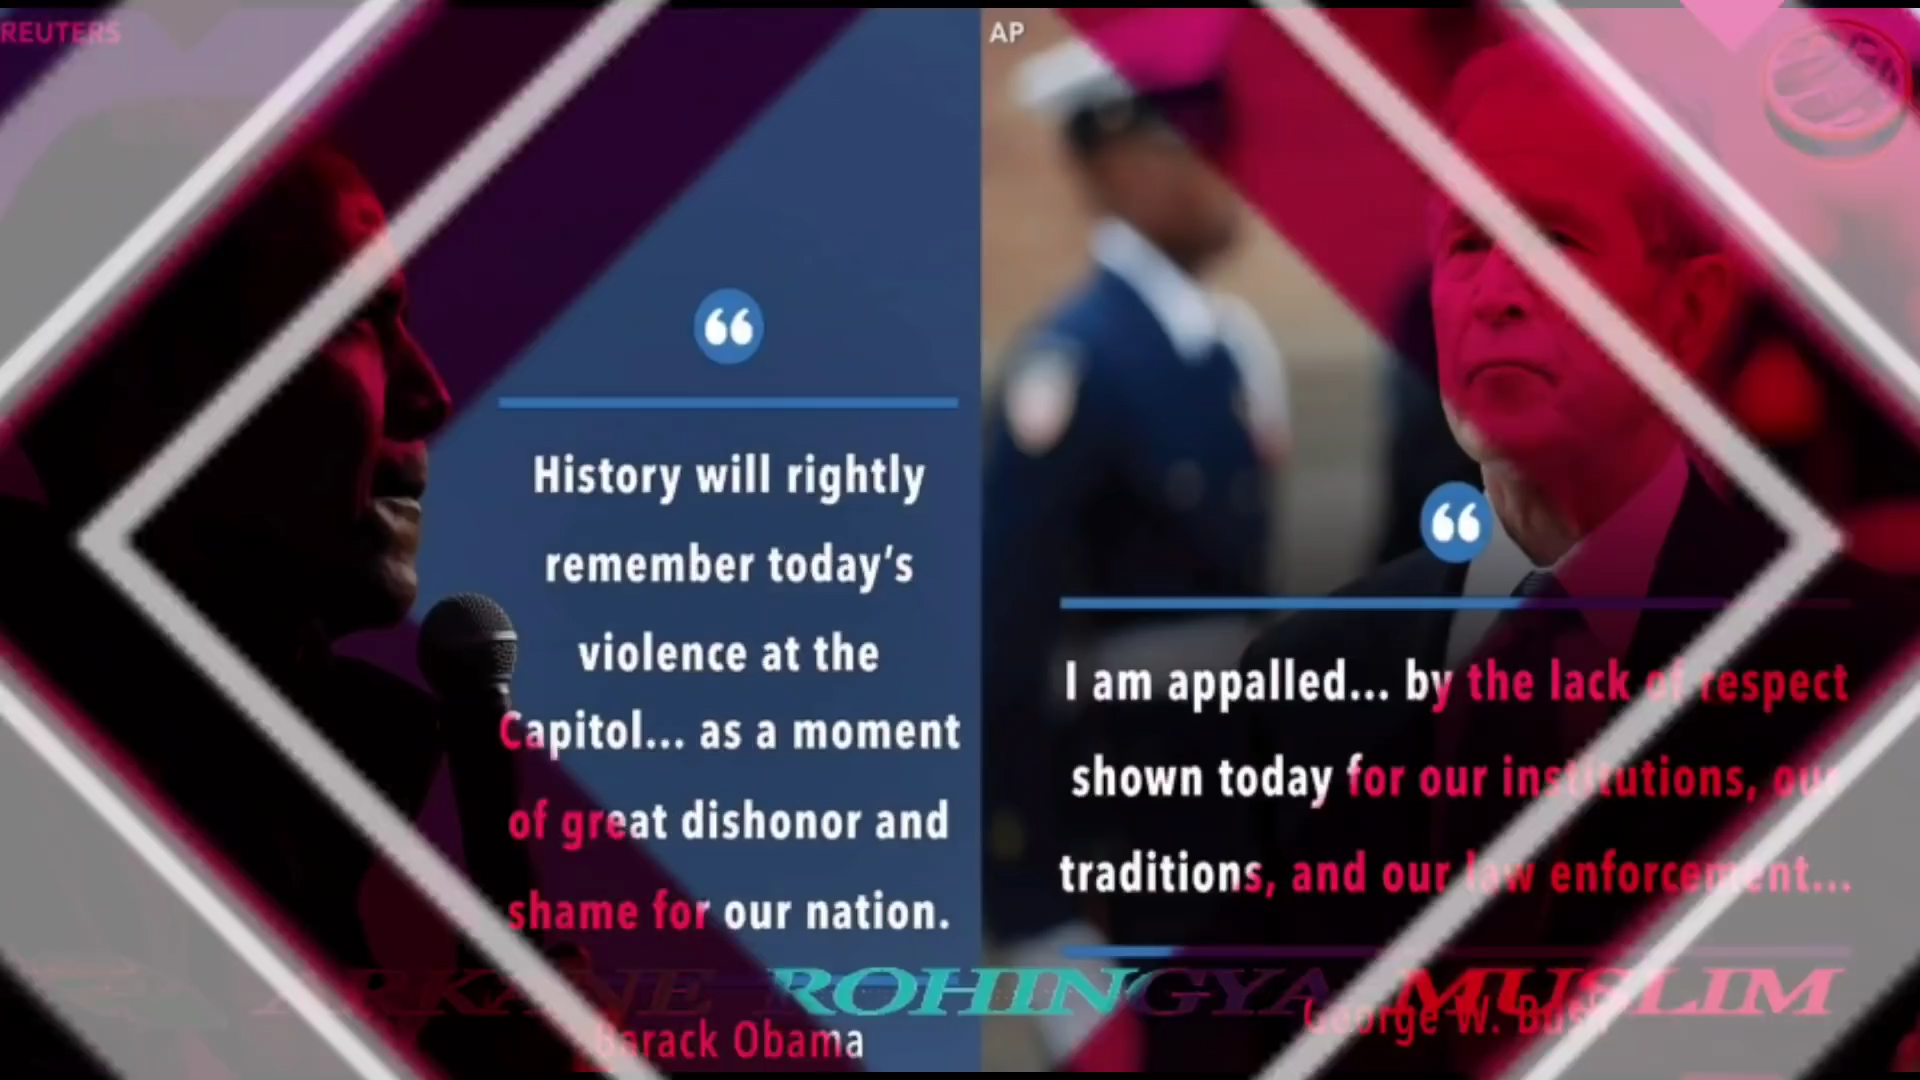 REUTERS
AP
History will rightly
remember today's
violence at the
Capitol... as a moment
of great dishonor and
shame for our nation.
Barack Obama
I am appalled... by the lack of respect
shown today for our institutions, our
traditions, and our law enforcement...
George W. Bush
ARKANE ROHINGYA MUSLIM